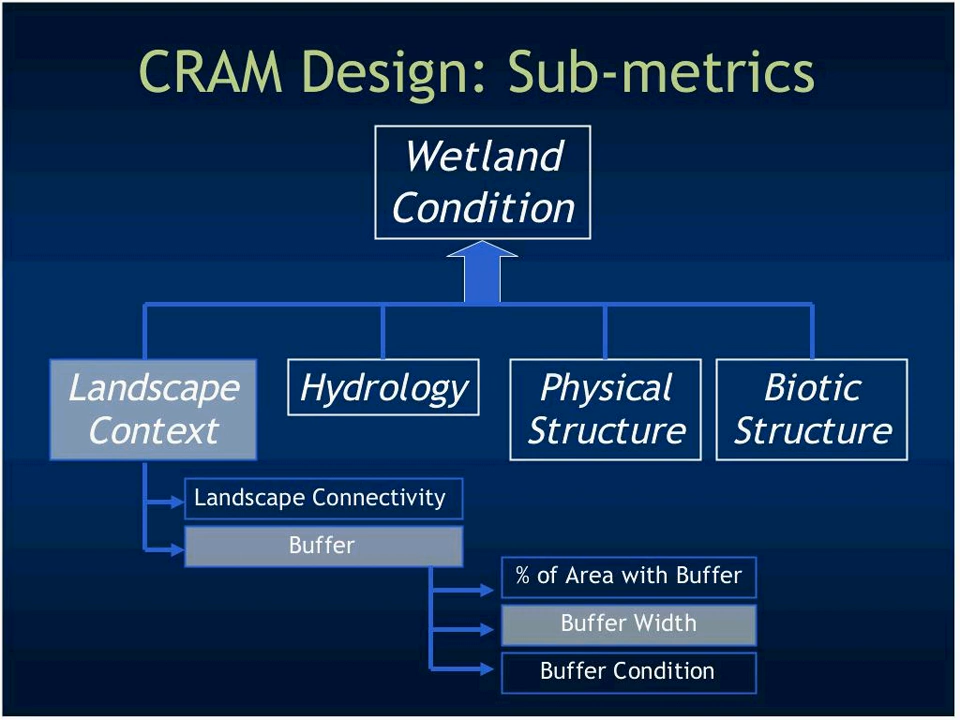 CRAM Design: Sub-metrics
Wetland
Condition
Landscape
Context
Hydrology
Physical
Structure
Biotic
Structure
Landscape Connectivity
Buffer
% of Area with Buffer
Buffer Width
Buffer Condition